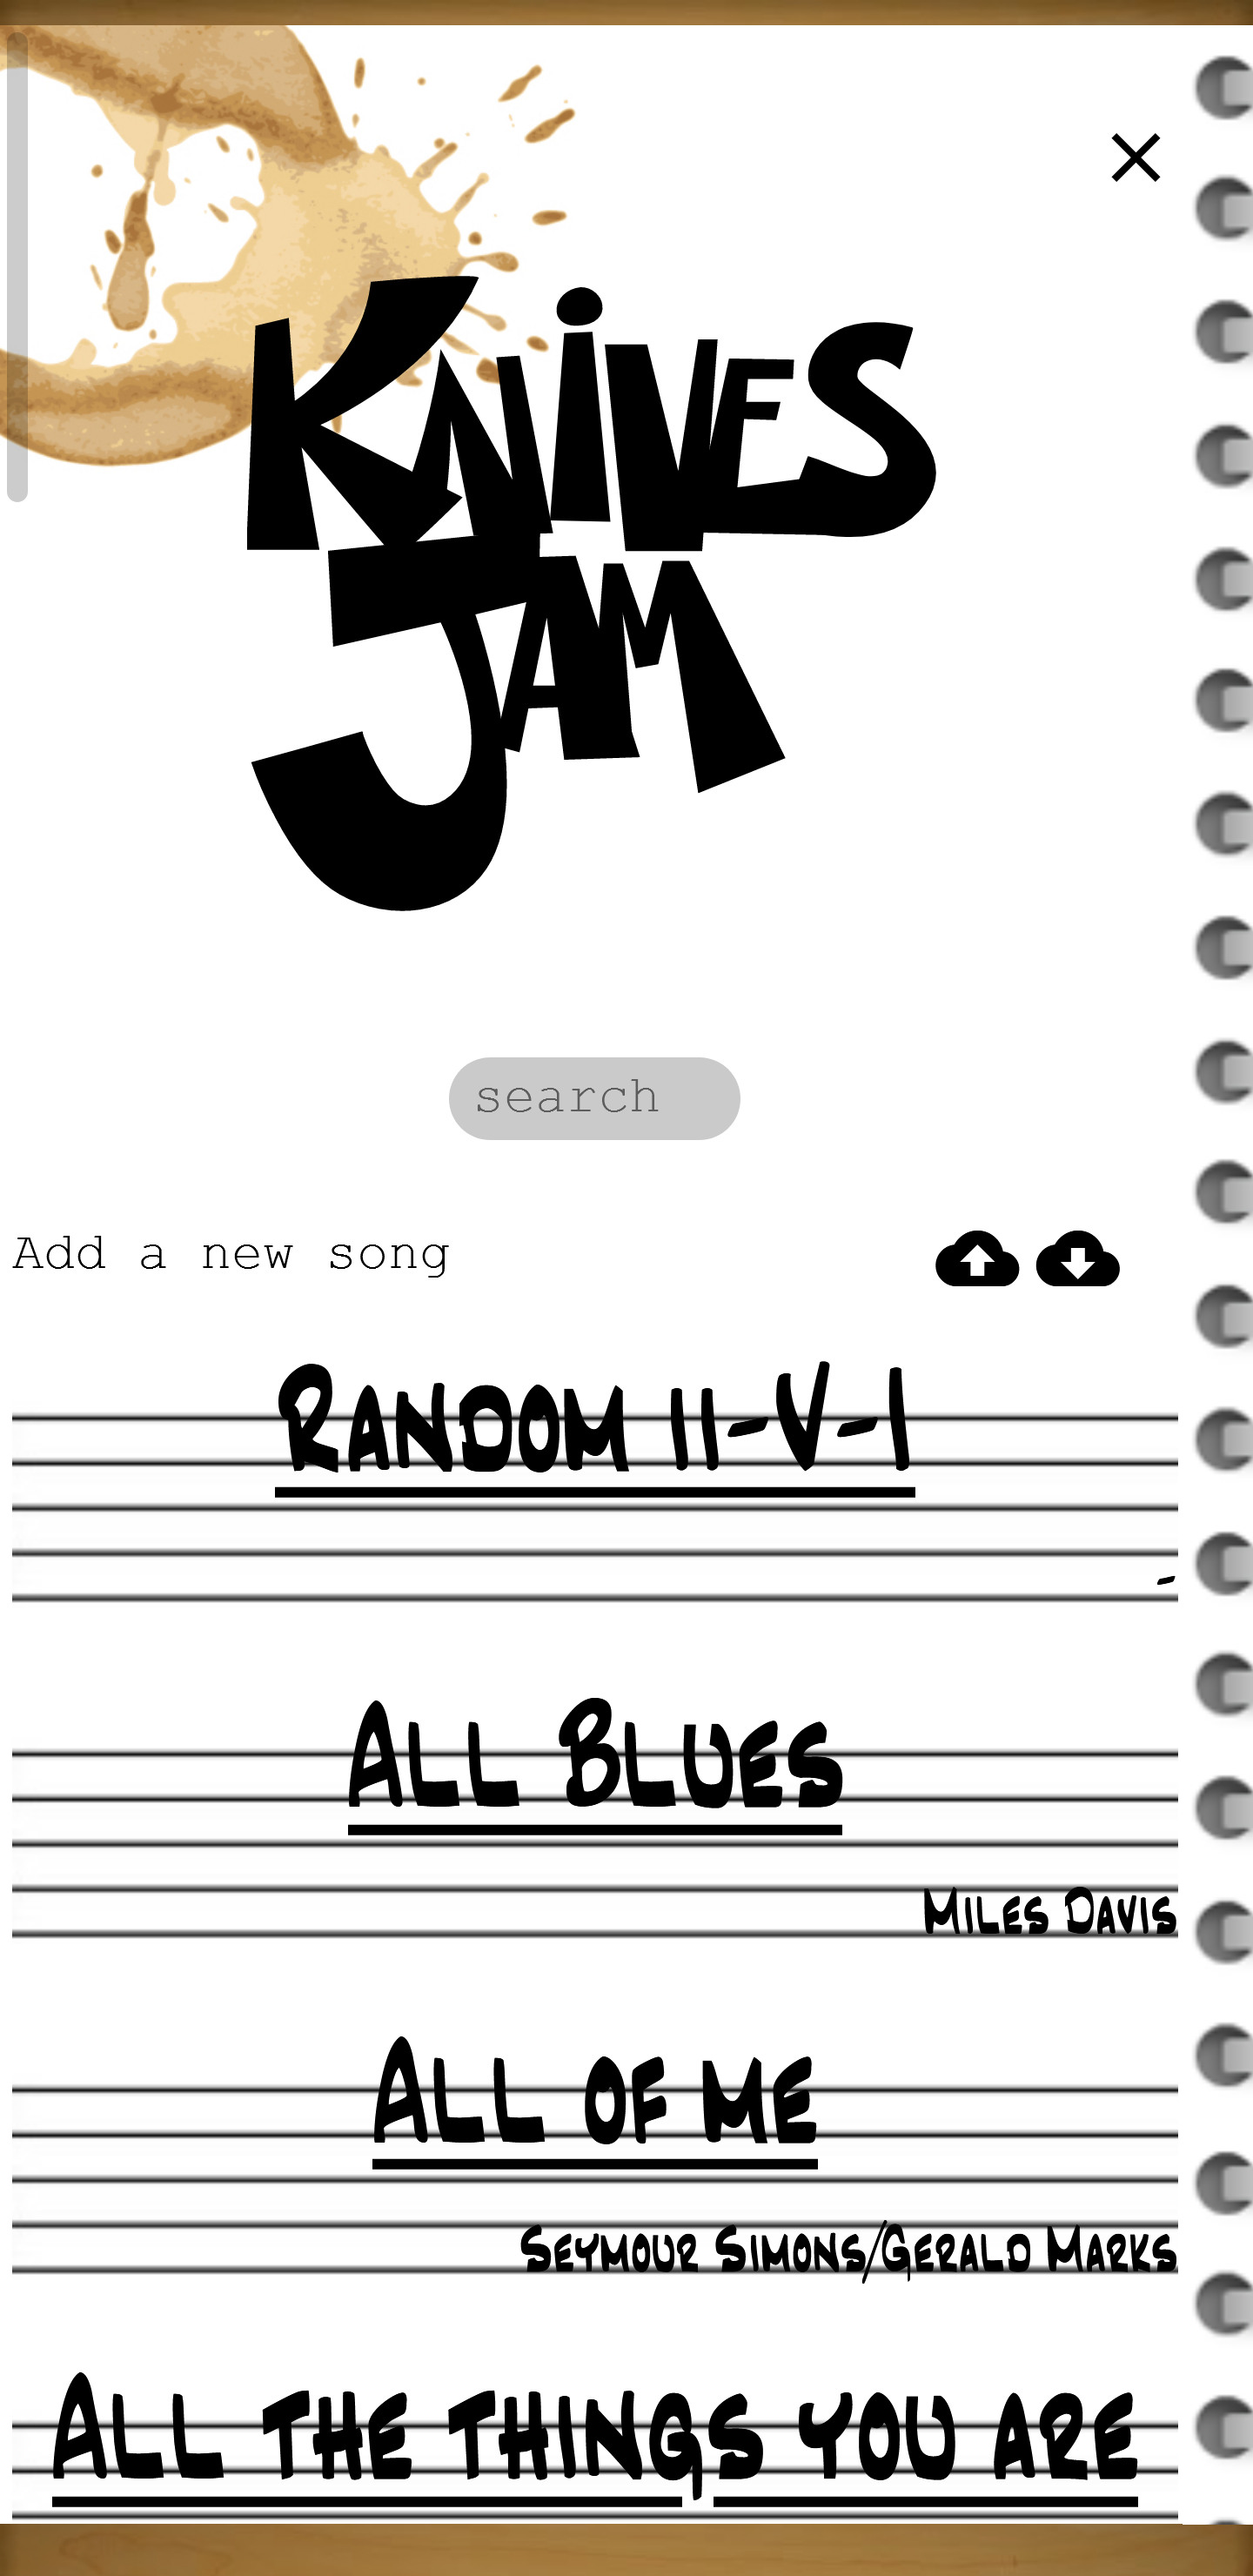 KNiVES
JAM
search
Add a new song
Random II-V-I
-
All Blues
Miles Davis
All of me
Seymour Simons/Gerald Marks
All the things you are